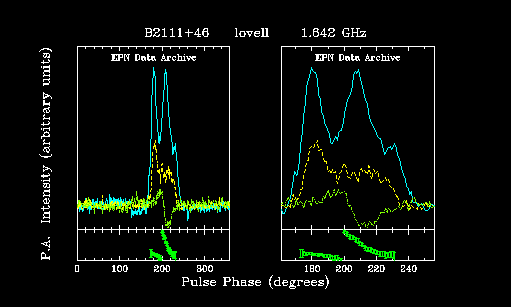 B2111+46 lovell 1.642 GHz
EPN Data Archive EPN Data Archive
Intensity (arbitrary units)
P.A.
0 100 200 300 180 200 220 240
Pulse Phase (degrees)